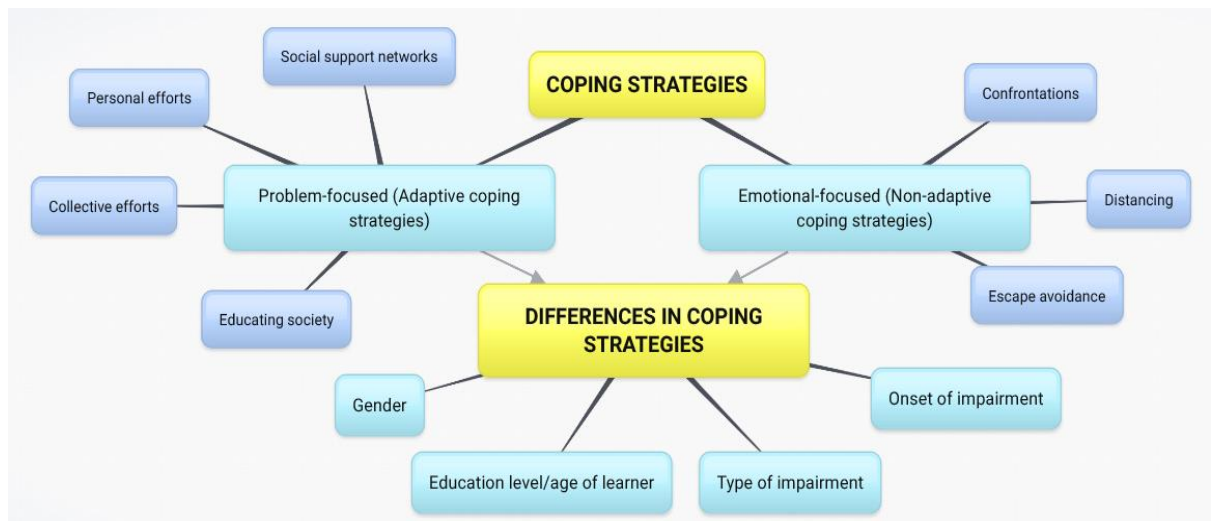 Social support networks
COPING STRATEGIES
Confrontations
Personal efforts
Problem-focused (Adaptive coping
strategies)
Emotional-focused (Non-adaptive
coping strategies)
Collective efforts
Distancing
Educating society
Escape avoidance
DIFFERENCES IN COPING
STRATEGIES
Gender
Onset of impairment
Education level/age of learner
Type of impairment